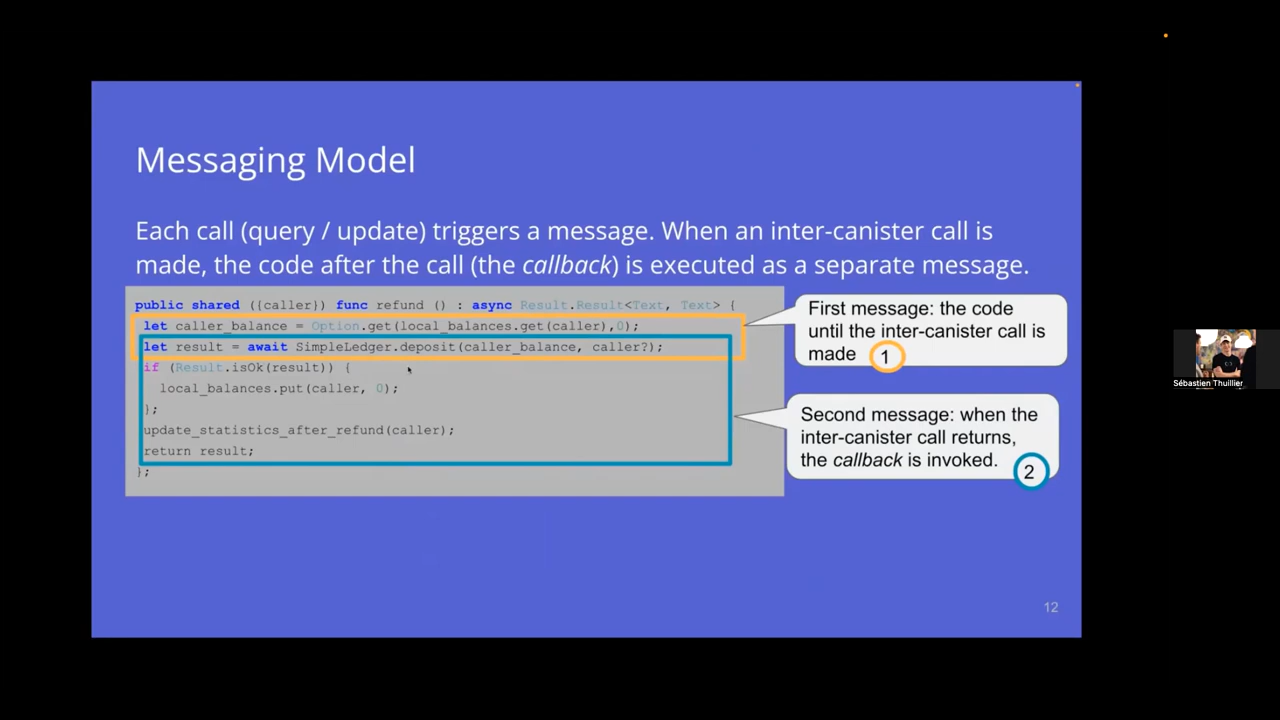 Messaging Model
Each call (query / update) triggers a message. When an inter-canister call is
made, the code after the call (the callback) is executed as a separate message.
public shared ({caller}) func refund () : async Result.Result<Text, Text> {
let caller_balance = Option.get(local_balances.get(caller),0);
let result = await SimpleLedger.deposit(caller_balance, caller?);
if (Result.isOk(result)) {
local_balances.put(caller, 0);
};
update_statistics_after_refund(caller);
return result;
};
First message: the code
until the inter-canister call is
made 1
Second message: when the
inter-canister call returns,
the callback is invoked.
2
12
Sébastien Thuillier